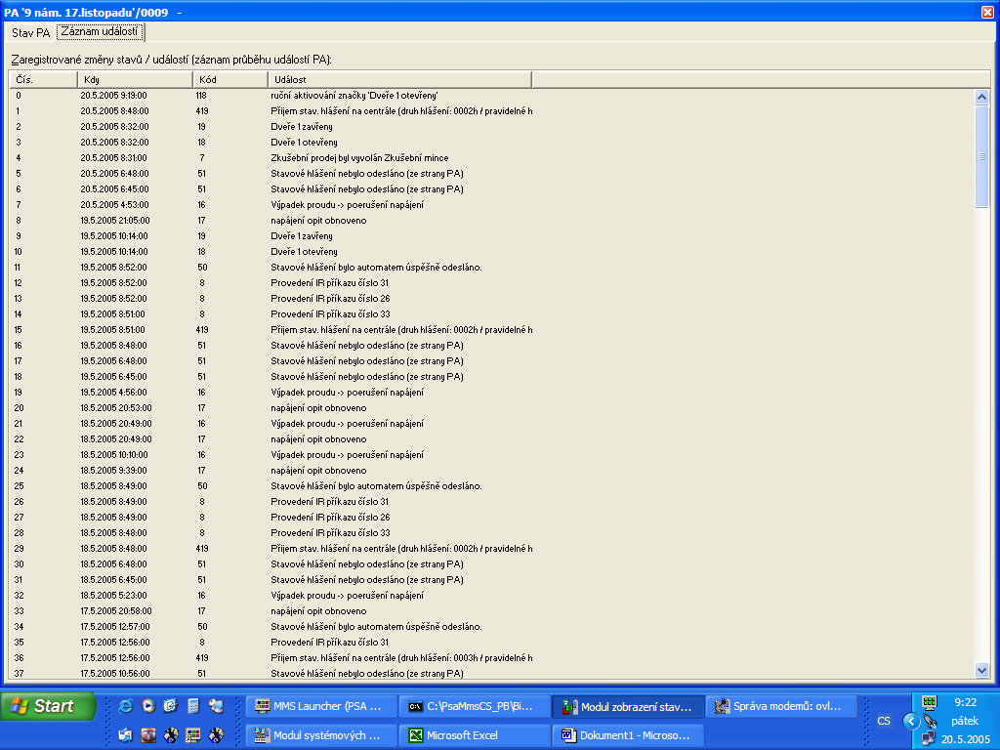 PA '9 nám. 17.listopadu'/0009 -
Stav PA Záznam událostí
Zaregistrované změny stavů / událostí (záznam průběhu událostí PA):
Čís. Kdy Kód Událost
0 20.5.2005 9:19:00 118 ruční aktivování značky 'Dveře 1 otevřeny'
1 20.5.2005 8:48:00 419 Přijem stav. hlášení na centrále (druh hlášení: 0002h / pravidelné h
2 20.5.2005 8:32:00 19 Dveře 1 zavřeny
3 20.5.2005 8:32:00 18 Dveře 1 otevřeny
4 20.5.2005 8:31:00 7 Zkušební prodej byl vyvolán Zkušební mince
5 20.5.2005 6:48:00 51 Stavové hlášení nebylo odesláno (ze strany PA)
6 20.5.2005 6:45:00 51 Stavové hlášení nebylo odesláno (ze strany PA)
7 20.5.2005 4:53:00 16 Výpadek proudu -> poerušení napájení
8 19.5.2005 21:05:00 17 napájení opit obnoveno
9 19.5.2005 10:14:00 19 Dveře 1 zavřeny
10 19.5.2005 10:14:00 18 Dveře 1 otevřeny
11 19.5.2005 8:52:00 50 Stavové hlášení bylo automatem úspěšně odesláno.
12 19.5.2005 8:52:00 8 Provedení IR příkazu číslo 31
13 19.5.2005 8:52:00 8 Provedení IR příkazu číslo 26
14 19.5.2005 8:51:00 8 Provedení IR příkazu číslo 33
15 19.5.2005 8:51:00 419 Přijem stav. hlášení na centrále (druh hlášení: 0002h / pravidelné h
16 19.5.2005 8:48:00 51 Stavové hlášení nebylo odesláno (ze strany PA)
17 19.5.2005 6:48:00 51 Stavové hlášení nebylo odesláno (ze strany PA)
18 19.5.2005 6:45:00 51 Stavové hlášení nebylo odesláno (ze strany PA)
19 19.5.2005 4:56:00 16 Výpadek proudu -> poerušení napájení
20 18.5.2005 20:53:00 17 napájení opit obnoveno
21 18.5.2005 20:49:00 16 Výpadek proudu -> poerušení napájení
22 18.5.2005 20:49:00 17 napájení opit obnoveno
23 18.5.2005 10:10:00 16 Výpadek proudu -> poerušení napájení
24 18.5.2005 9:39:00 17 napájení opit obnoveno
25 18.5.2005 8:49:00 50 Stavové hlášení bylo automatem úspěšně odesláno.
26 18.5.2005 8:49:00 8 Provedení IR příkazu číslo 31
27 18.5.2005 8:49:00 8 Provedení IR příkazu číslo 26
28 18.5.2005 8:48:00 8 Provedení IR příkazu číslo 33
29 18.5.2005 8:48:00 419 Přijem stav. hlášení na centrále (druh hlášení: 0002h / pravidelné h
30 18.5.2005 6:48:00 51 Stavové hlášení nebylo odesláno (ze strany PA)
31 18.5.2005 6:45:00 51 Stavové hlášení nebylo odesláno (ze strany PA)
32 18.5.2005 5:23:00 16 Výpadek proudu -> poerušení napájení
33 17.5.2005 20:58:00 17 napájení opit obnoveno
34 17.5.2005 12:57:00 50 Stavové hlášení bylo automatem úspěšně odesláno.
35 17.5.2005 12:56:00 8 Provedení IR příkazu číslo 31
36 17.5.2005 12:56:00 419 Přijem stav. hlášení na centrále (druh hlášení: 0003h / pravidelné h
37 17.5.2005 10:56:00 51 Stavové hlášení nebylo odesláno (ze strany PA)
Start MMS Launcher (PSA ... C:\PsaMmsCS_PB\Bi... Modul zobrazení stav... Správa modemů: ovl... 9:22
CS pátek
Modul systémových ... Microsoft Excel Dokument1 - Microso... 20.5.2005